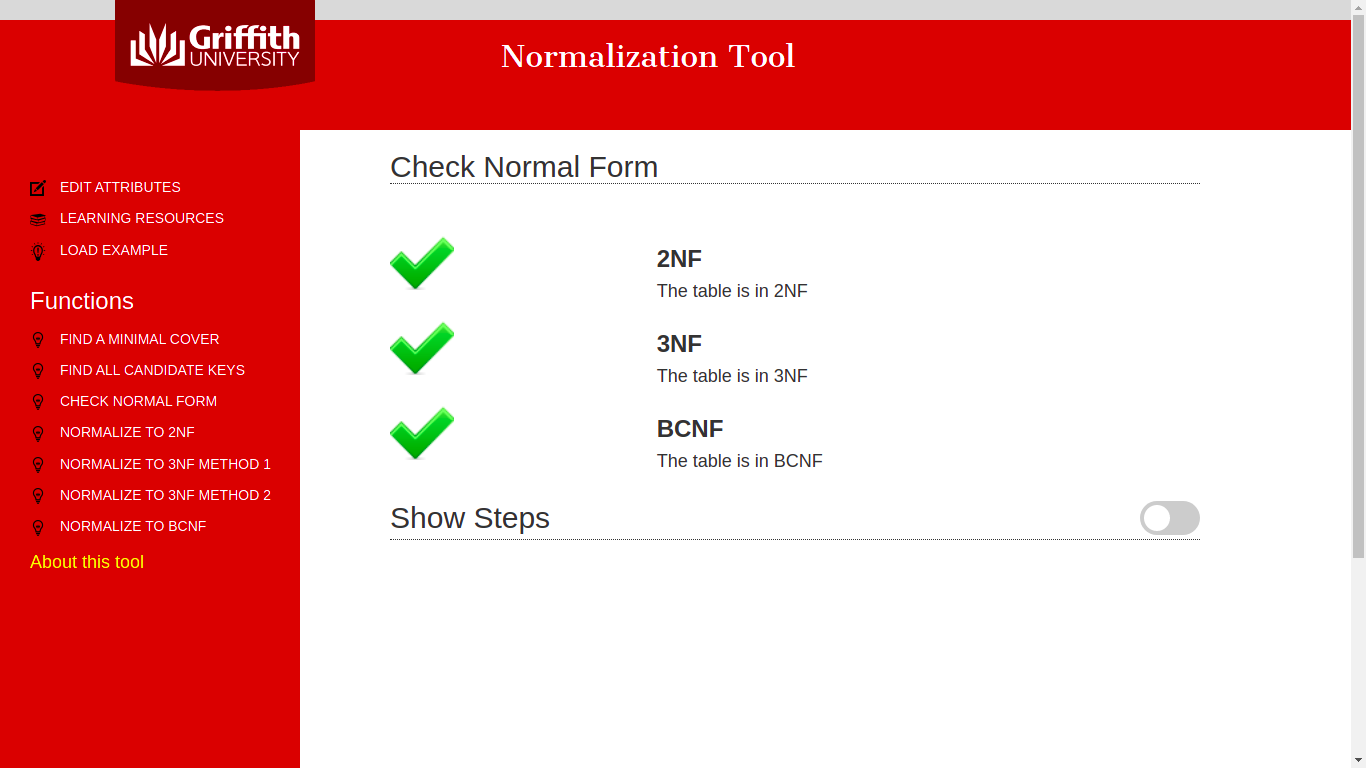 Griffith
UNIVERSITY
Normalization Tool
EDIT ATTRIBUTES
LEARNING RESOURCES
LOAD EXAMPLE
Functions
FIND A MINIMAL COVER
FIND ALL CANDIDATE KEYS
CHECK NORMAL FORM
NORMALIZE TO 2NF
NORMALIZE TO 3NF METHOD 1
NORMALIZE TO 3NF METHOD 2
NORMALIZE TO BCNF
About this tool
Check Normal Form
2NF
The table is in 2NF
3NF
The table is in 3NF
BCNF
The table is in BCNF
Show Steps